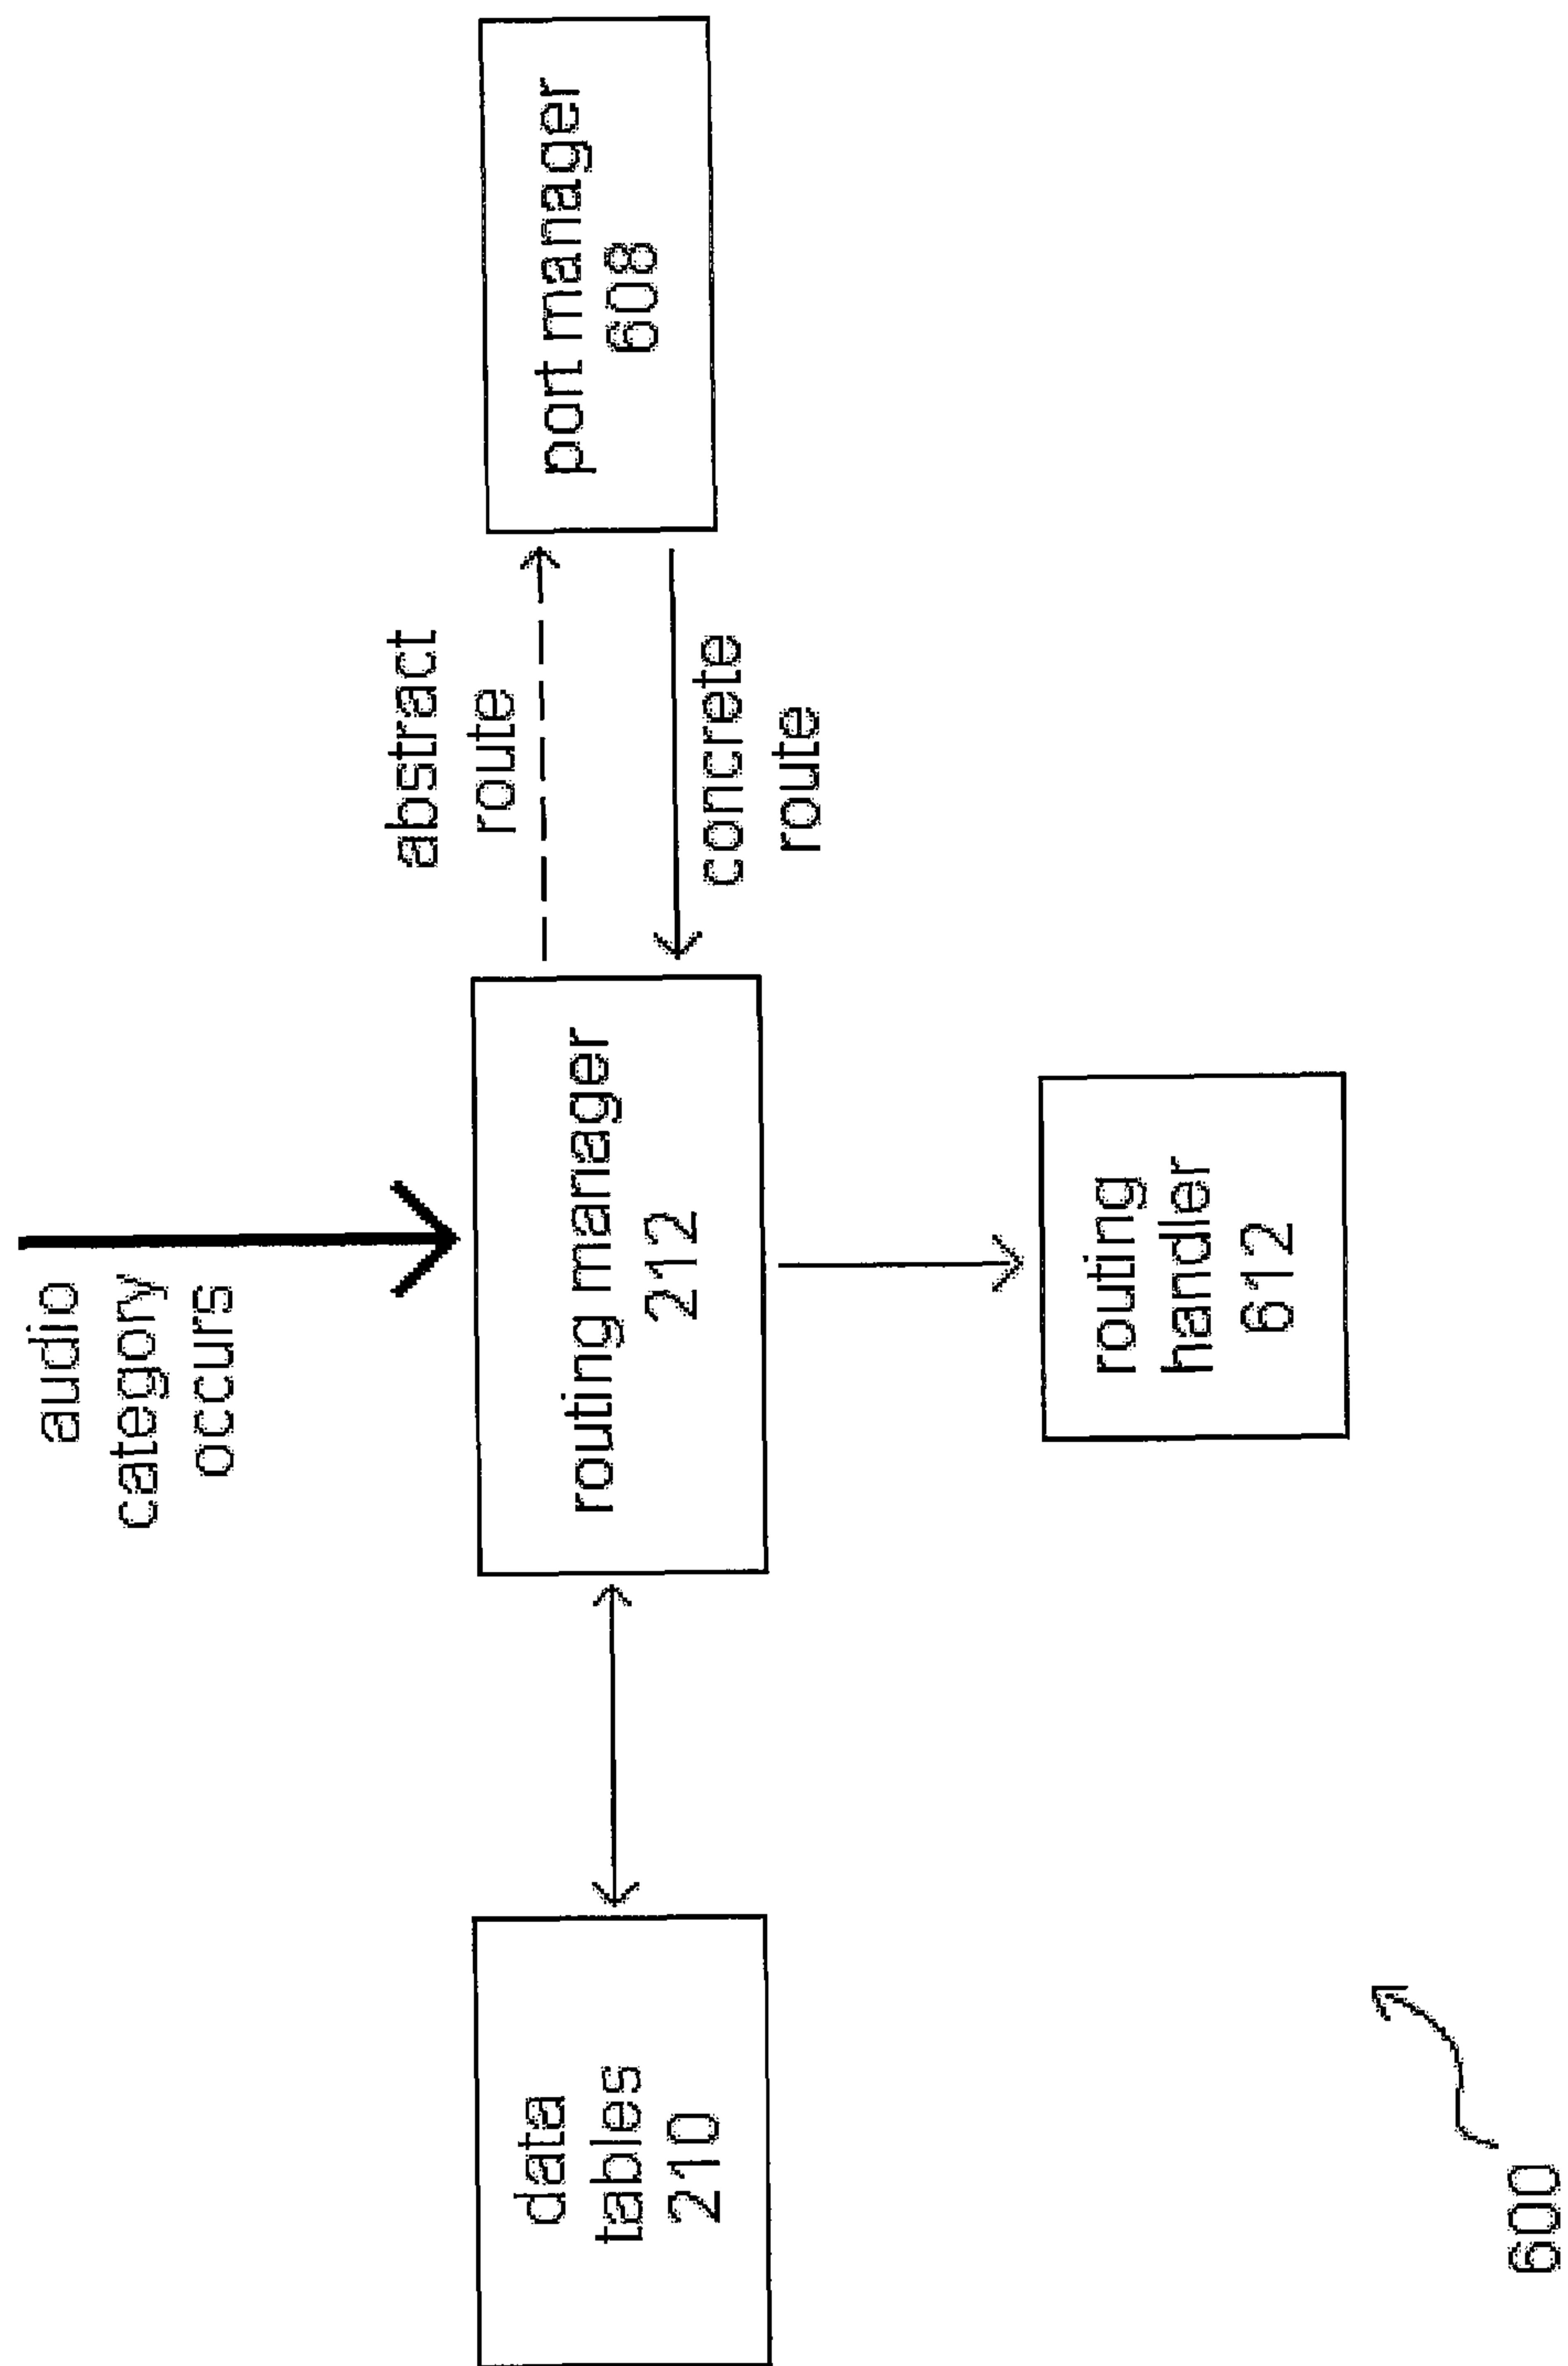 audio
category
occurs
data
tables
210
routing manager
212
abstract
route
concrete
route
port manager
608
routing
handler
612
600